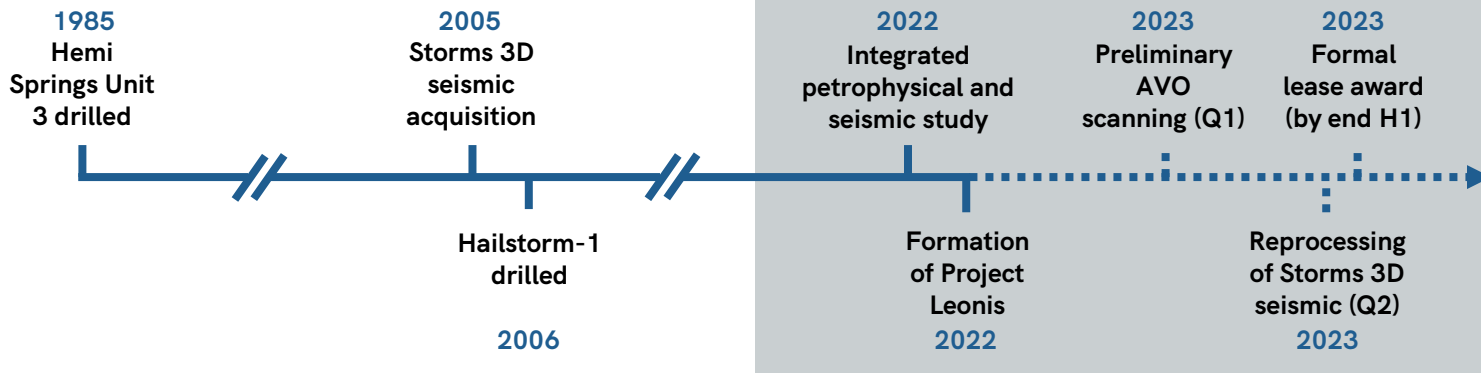 1985
Hemi
Springs Unit
3 drilled
2005
Storms 3D
seismic
acquisition
Hailstorm-1
drilled
2006
2022
Integrated
petrophysical and
seismic study
Formation
of Project
Leonis
2022
2023
Preliminary
AVO
scanning (Q1)
2023
Formal
lease award
(by end H1)
Reprocessing
of Storms 3D
seismic (Q2)
2023